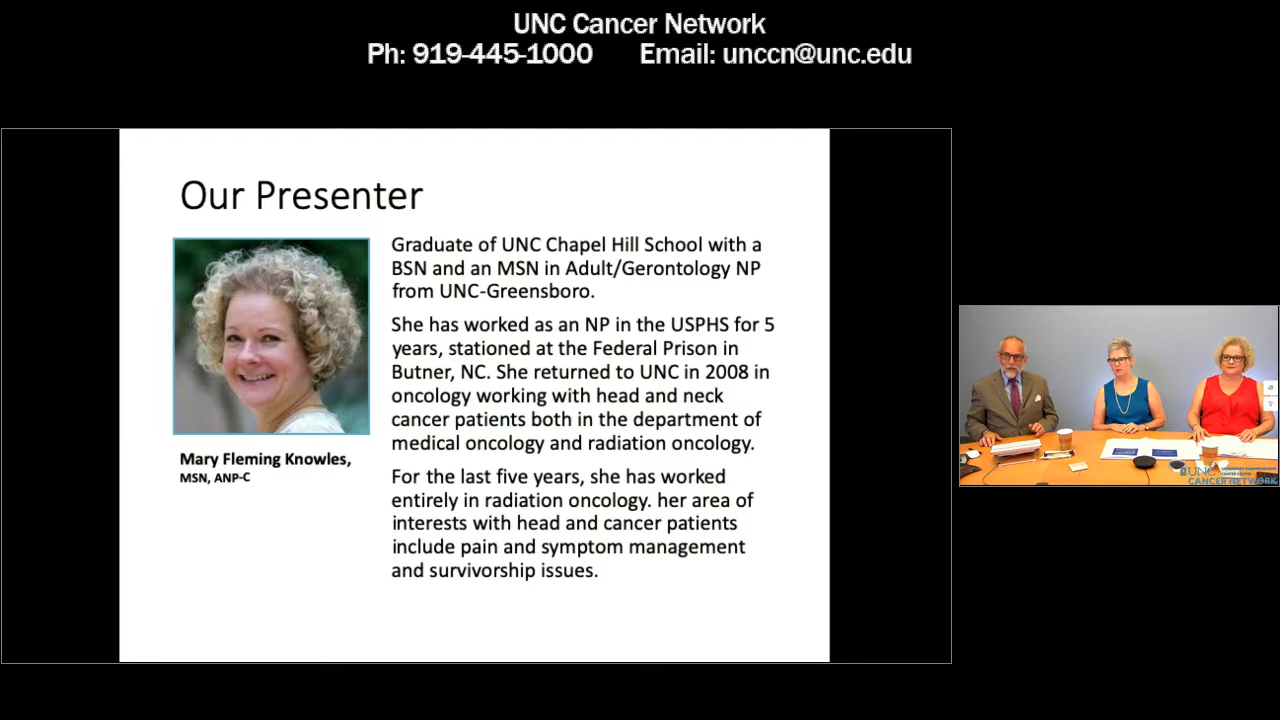 UNC Cancer Network
Ph: 919-445-1000 Email: unccn@unc.edu
Our Presenter
Graduate of UNC Chapel Hill School with a
BSN and an MSN in Adult/Gerontology NP
from UNC-Greensboro.
She has worked as an NP in the USPHS for 5
years, stationed at the Federal Prison in
Butner, NC. She returned to UNC in 2008 in
oncology working with head and neck
cancer patients both in the department of
medical oncology and radiation oncology.
For the last five years, she has worked
entirely in radiation oncology. her area of
interests with head and cancer patients
include pain and symptom management
and survivorship issues.
Mary Fleming Knowles,
MSN, ANP-C
UNC
CANCER NETWORK